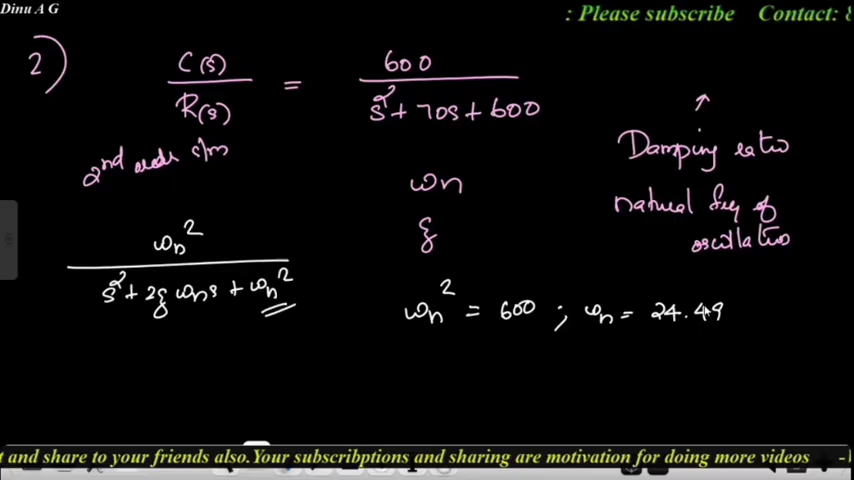 Dinu A G
: Please subscribe Contact: 8
2)
C(s)
R(s)
=
600
s² + 70s + 600
2nd order s/m
ωn
ξ
Damping ratio
natural freq of
oscillation
ωn²
s² + 2ξωns + ωn²
ωn² = 600 ; ωn = 24.49
t and share to your friends also.Your subscribptions and sharing are motivation for doing more videos -